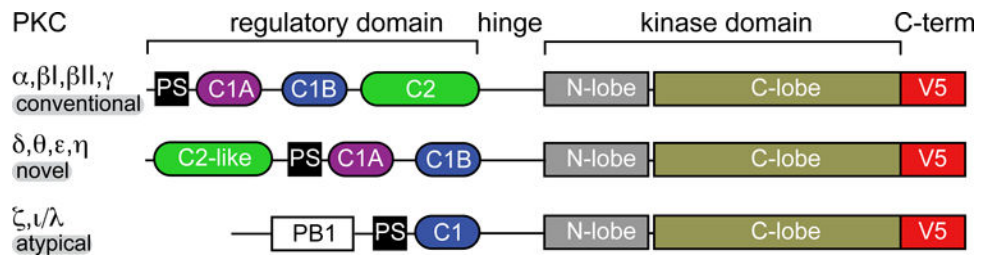 PKC regulatory domain hinge kinase domain C-term
α,βI,βII,γ PS C1A C1B C2 N-lobe C-lobe V5
conventional
δ,θ,ε,η C2-like PS C1A C1B N-lobe C-lobe V5
novel
ζ,ι/λ PB1 PS C1 N-lobe C-lobe V5
atypical